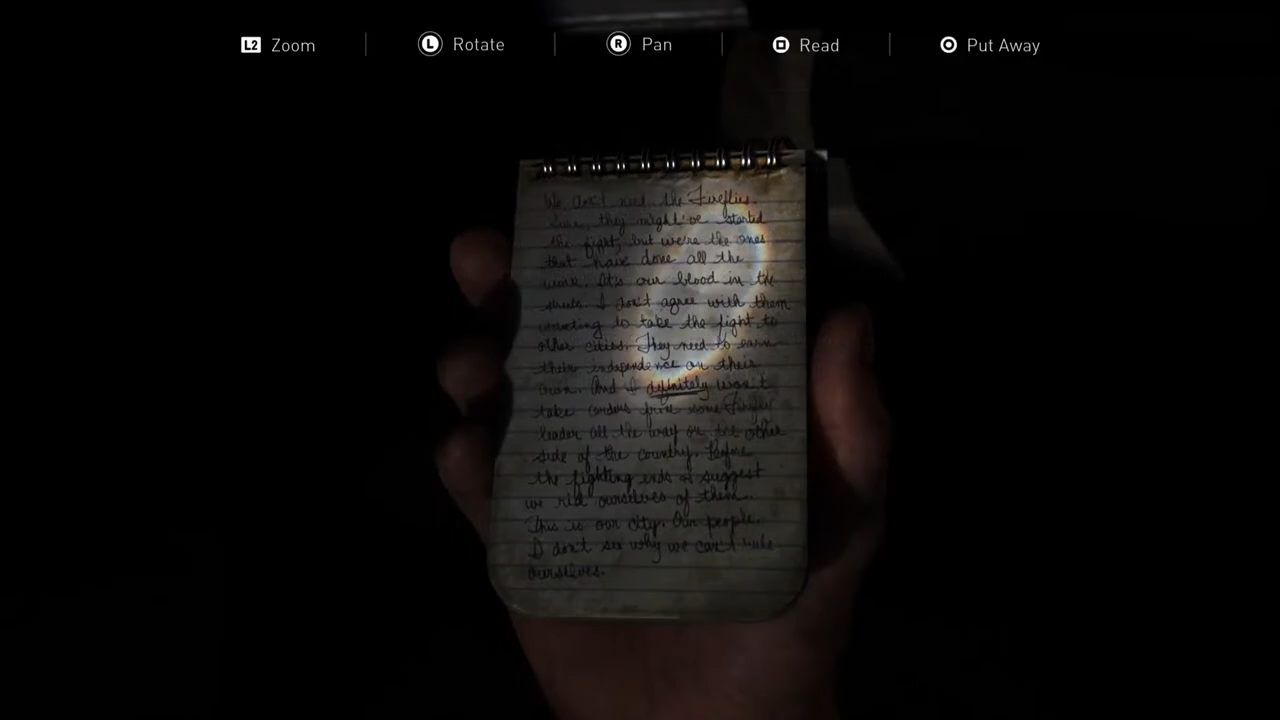 L2 Zoom
L Rotate
R Pan
Read
Put Away
We don't need the Fireflies.
Sure, they might've started
the fight, but we're the ones
that have done all the
work. It's our blood in the
streets. I don't agree with them
wanting to take the fight to
other cities. They need to earn
their independence on their
own. And I definitely won't
take orders from some Firefly
leader all the way on the other
side of the country. Before
the fighting ends I suggest
we rid ourselves of them.
This is our city. Our people.
I don't see why we can't rule
ourselves.